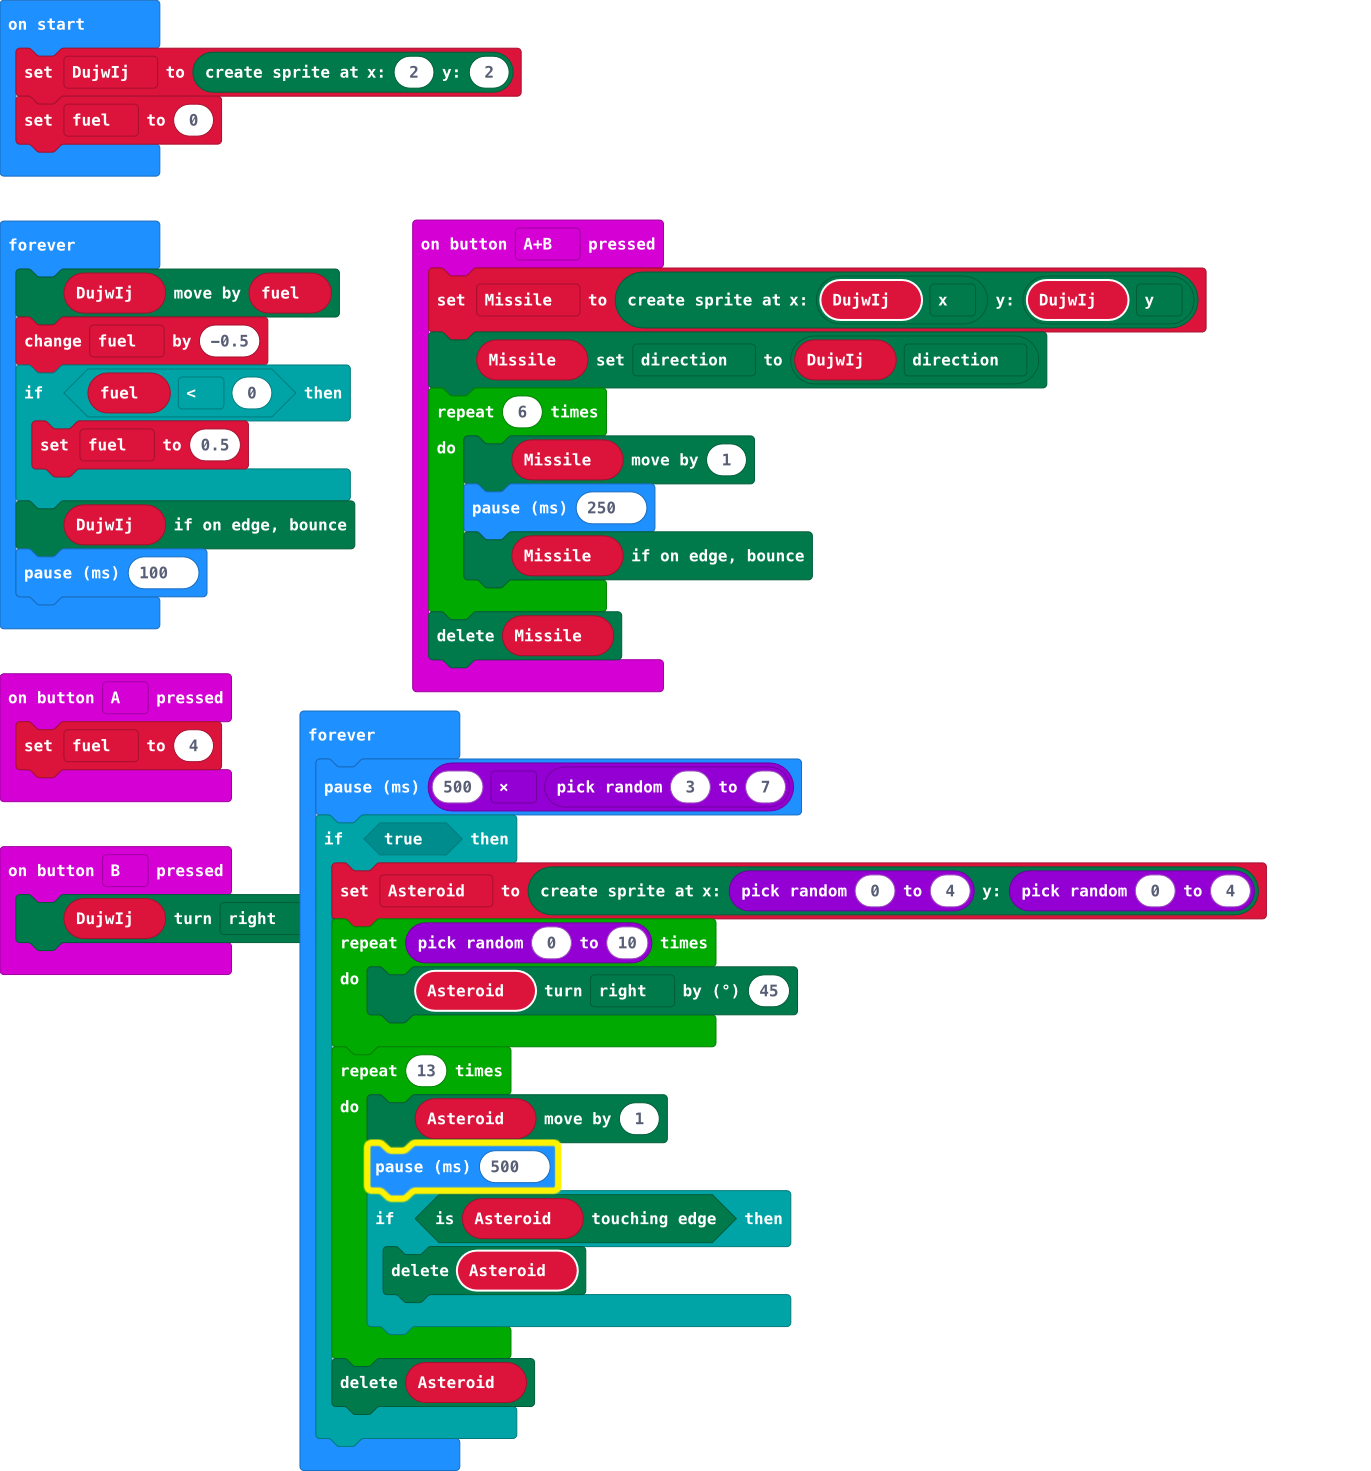 on start
set DujwIj to create sprite at x: 2 y: 2
set fuel to 0
forever
DujwIj move by fuel
change fuel by −0.5
if fuel < 0 then
set fuel to 0.5
DujwIj if on edge, bounce
pause (ms) 100
on button A+B pressed
set Missile to create sprite at x: DujwIj x y: DujwIj y
Missile set direction to DujwIj direction
repeat 6 times
do
Missile move by 1
pause (ms) 250
Missile if on edge, bounce
delete Missile
on button A pressed
set fuel to 4
on button B pressed
DujwIj turn right
forever
pause (ms) 500 × pick random 3 to 7
if true then
set Asteroid to create sprite at x: pick random 0 to 4 y: pick random 0 to 4
repeat pick random 0 to 10 times
do
Asteroid turn right by (°) 45
repeat 13 times
do
Asteroid move by 1
pause (ms) 500
if is Asteroid touching edge then
delete Asteroid
delete Asteroid